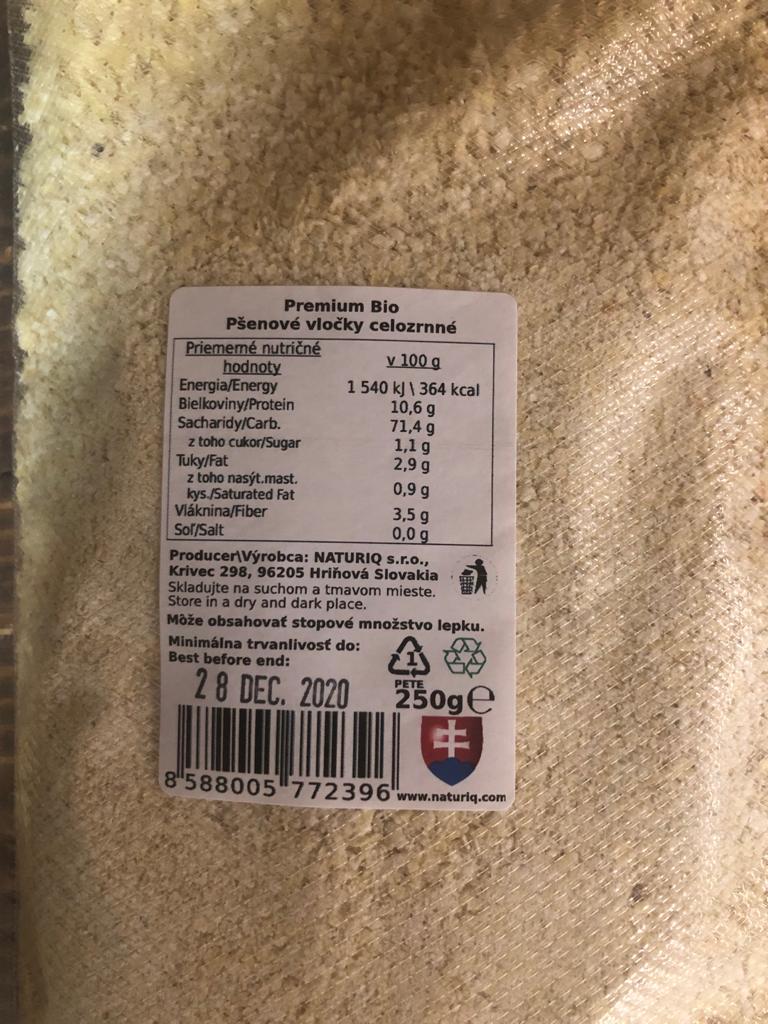 Premium Bio
Pšenové vločky celozrnné
Priemerné nutričné hodnoty v 100 g
Energia/Energy 1 540 kJ \ 364 kcal
Bielkoviny/Protein 10,6 g
Sacharidy/Carb. 71,4 g
z toho cukor/Sugar 1,1 g
Tuky/Fat 2,9 g
z toho nasýt.mast.
kys./Saturated Fat 0,9 g
Vláknina/Fiber 3,5 g
Soľ/Salt 0,0 g
Producer\Výrobca: NATURIQ s.r.o.,
Krivec 298, 96205 Hriňová Slovakia
Skladujte na suchom a tmavom mieste.
Store in a dry and dark place.
Môže obsahovať stopové množstvo lepku.
Minimálna trvanlivosť do:
Best before end:
28 DEC. 2020
1
PETE
250g e
8 588005 772396
www.naturiq.com